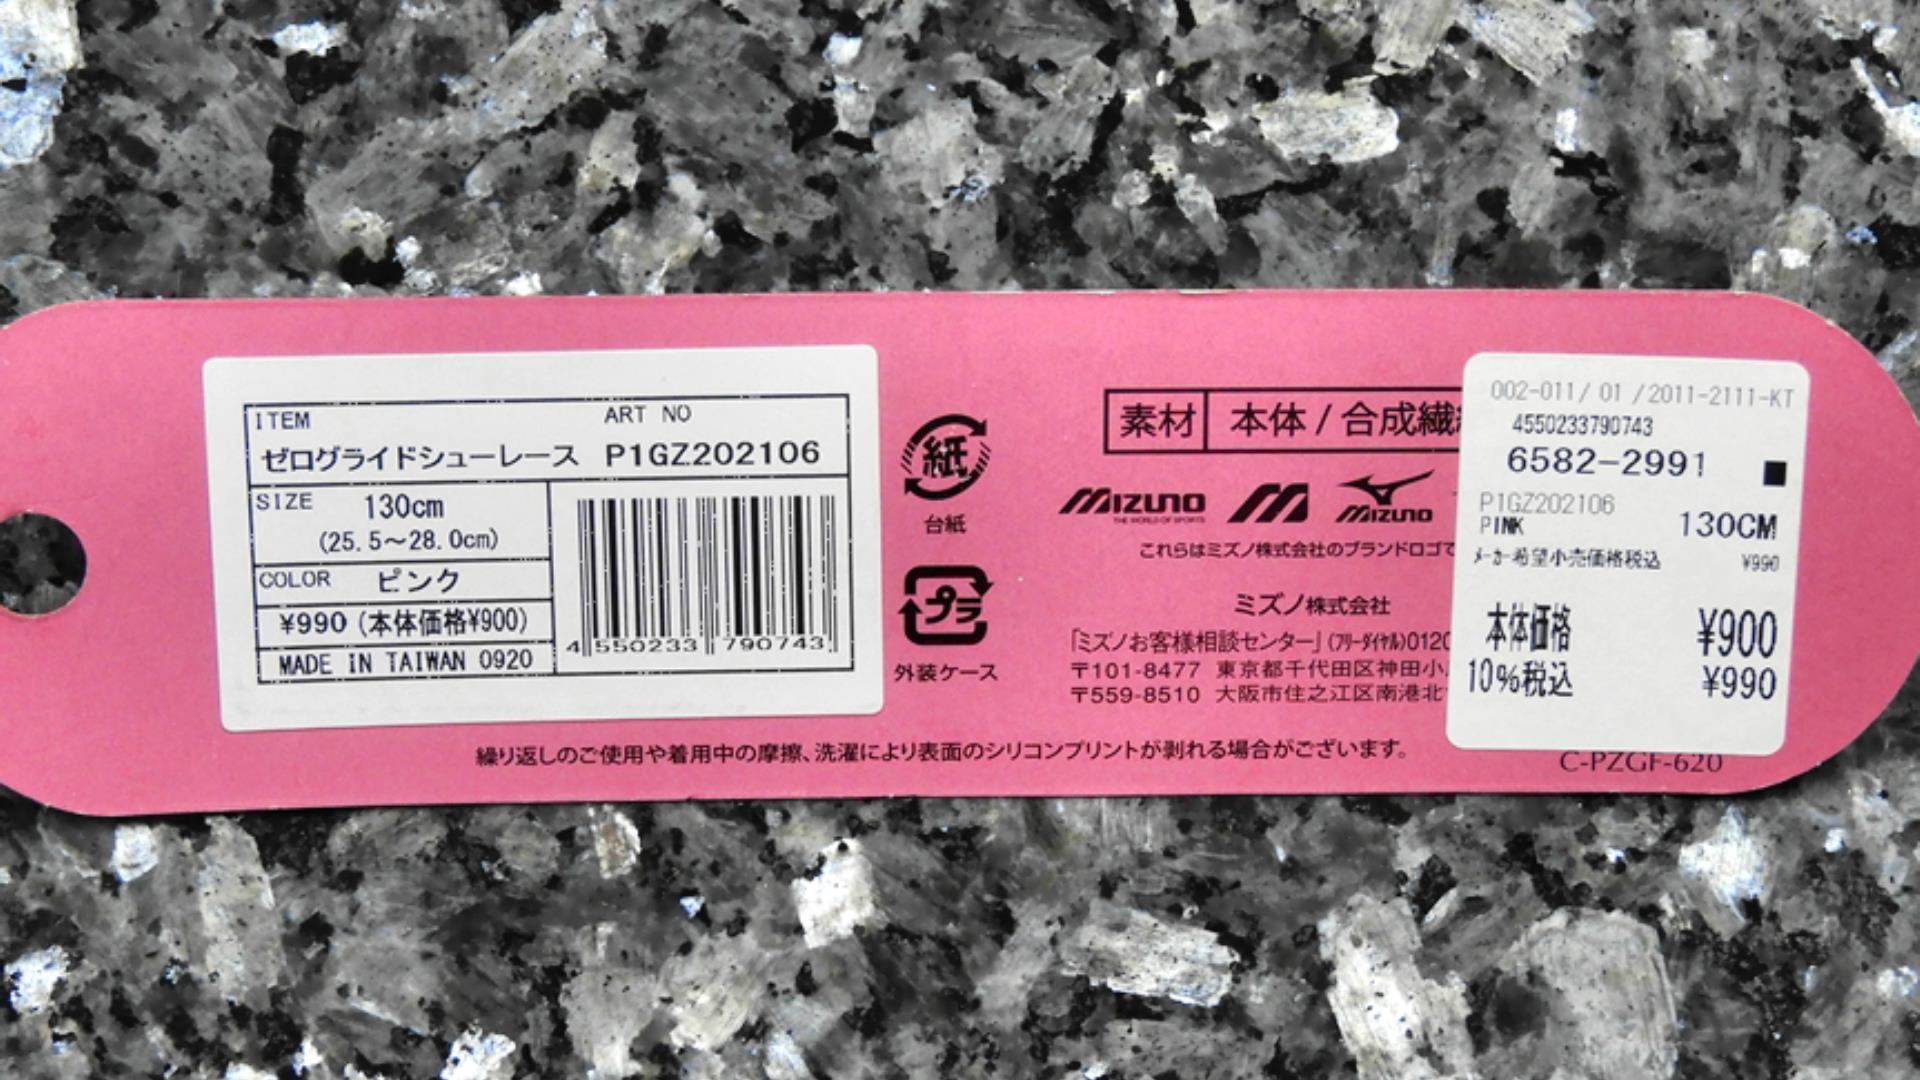 ITEM
ART NO
ゼログライドシューレース P1GZ202106
SIZE 130cm
(25.5～28.0cm)
COLOR ピンク
¥990 (本体価格¥900)
MADE IN TAIWAN 0920
4 550233 790743
紙
台紙
プラ
外装ケース
素材 本体 / 合成繊
MIZUNO
THE WORLD OF SPORTS
MIZUNO
これらはミズノ株式会社のブランドロゴで
ミズノ株式会社
「ミズノお客様相談センター」(フリーダイヤル)0120
〒101-8477 東京都千代田区神田小
〒559-8510 大阪市住之江区南港北
繰り返しのご使用や着用中の摩擦、洗濯により表面のシリコンプリントが剥れる場合がございます。
002-011/ 01 /2011-2111-KT
4550233790743
6582-2991
P1GZ202106
PINK 130CM
メーカー希望小売価格税込 ¥990
本体価格 ¥900
10%税込 ¥990
C-PZGF-620